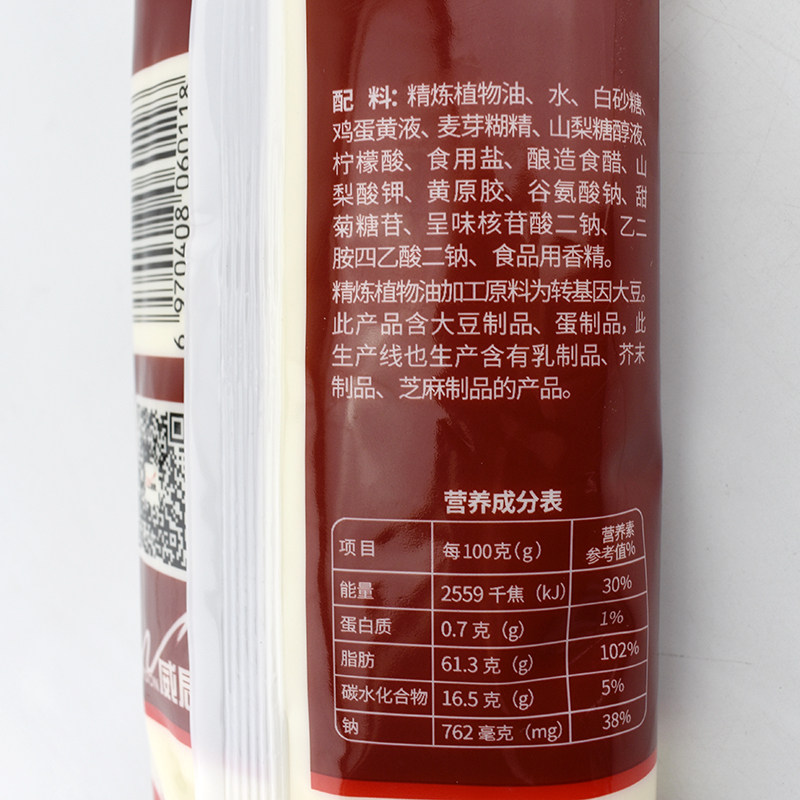 配 料：精炼植物油、水、白砂糖、
鸡蛋黄液、麦芽糊精、山梨糖醇液、
柠檬酸、食用盐、酿造食醋、山
梨酸钾、黄原胶、谷氨酸钠、甜
菊糖苷、呈味核苷酸二钠、乙二
胺四乙酸二钠、食品用香精。
精炼植物油加工原料为转基因大豆。
此产品含大豆制品、蛋制品，此
生产线也生产含有乳制品、芥末
制品、芝麻制品的产品。
营养成分表
项目 每100克(g) 营养素参考值%
能量 2559 千焦 (kJ) 30%
蛋白质 0.7 克 (g) 1%
脂肪 61.3 克 (g) 102%
碳水化合物 16.5 克 (g) 5%
钠 762 毫克 (mg) 38%
6 970408 060118